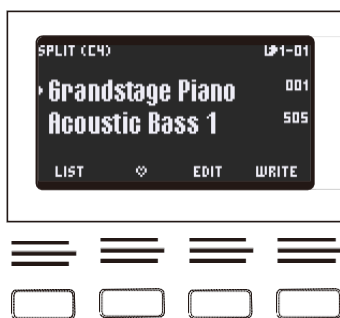 SPLIT (C4) 1-01
Grandstage Piano 001
Acoustic Bass 1 505
LIST ♡ EDIT WRITE